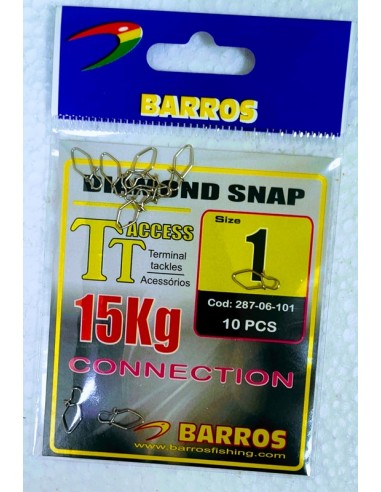 BARROS
DIAMOND SNAP
TT ACCESS
Terminal
tackles
Acessórios
Size
1
Cod: 287-06-101
10 PCS
15Kg
CONNECTION
BARROS
www.barrosfishing.com